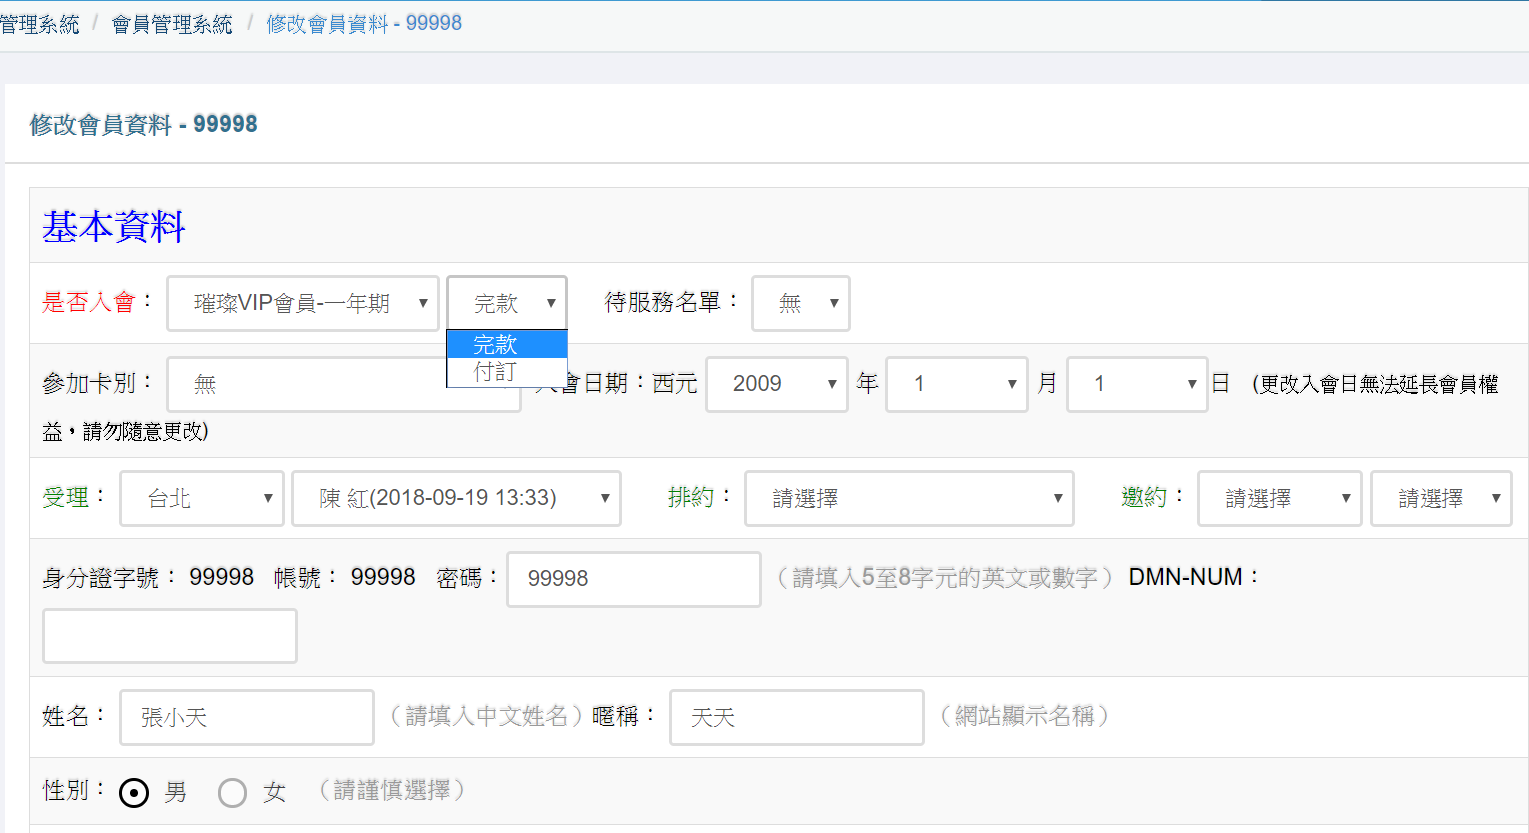 管理系統 / 會員管理系統 / 修改會員資料 - 99998
修改會員資料 - 99998
基本資料
是否入會： 璀璨VIP會員-一年期 完款 待服務名單： 無
完款
付訂
參加卡別： 無 入會日期：西元 2009 年 1 月 1 日 (更改入會日無法延長會員權
益，請勿隨意更改)
受理： 台北 陳 紅(2018-09-19 13:33) 排約： 請選擇 邀約： 請選擇 請選擇
身分證字號： 99998 帳號： 99998 密碼： 99998 （請填入5至8字元的英文或數字） DMN-NUM：
姓名： 張小天 （請填入中文姓名）暱稱： 天天 （網站顯示名稱）
性別： 男 女 （請謹慎選擇）